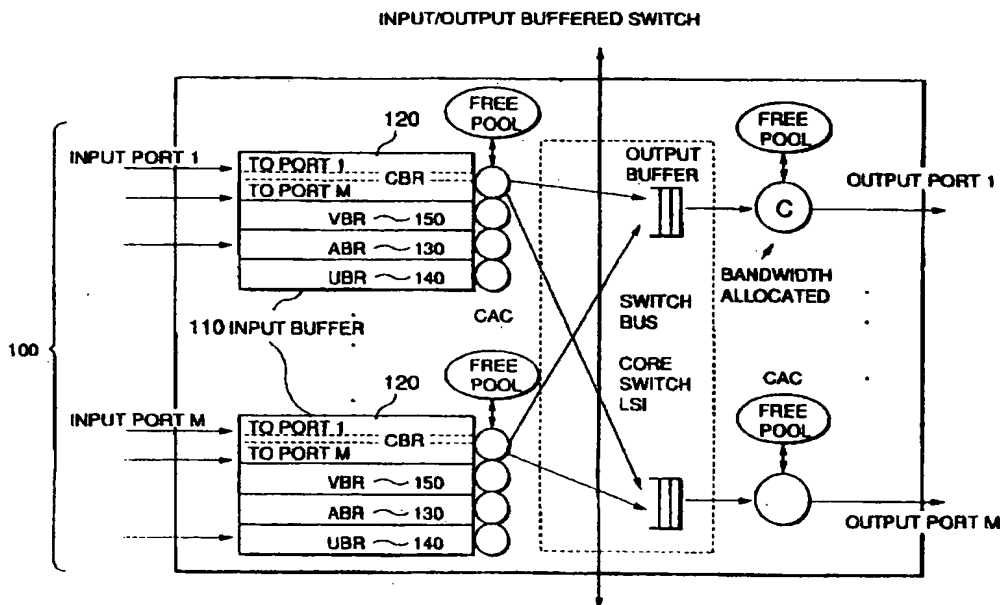 INPUT/OUTPUT BUFFERED SWITCH
FREE
POOL
120
INPUT PORT 1
TO PORT 1
CBR
TO PORT M
VBR 150
ABR 130
UBR 140
110 INPUT BUFFER
CAC
100
FREE
POOL
120
INPUT PORT M
TO PORT 1
CBR
TO PORT M
VBR 150
ABR 130
UBR 140
OUTPUT
BUFFER
SWITCH
BUS
CORE
SWITCH
LSI
FREE
POOL
OUTPUT PORT 1
C
BANDWIDTH
ALLOCATED
CAC
FREE
POOL
OUTPUT PORT M